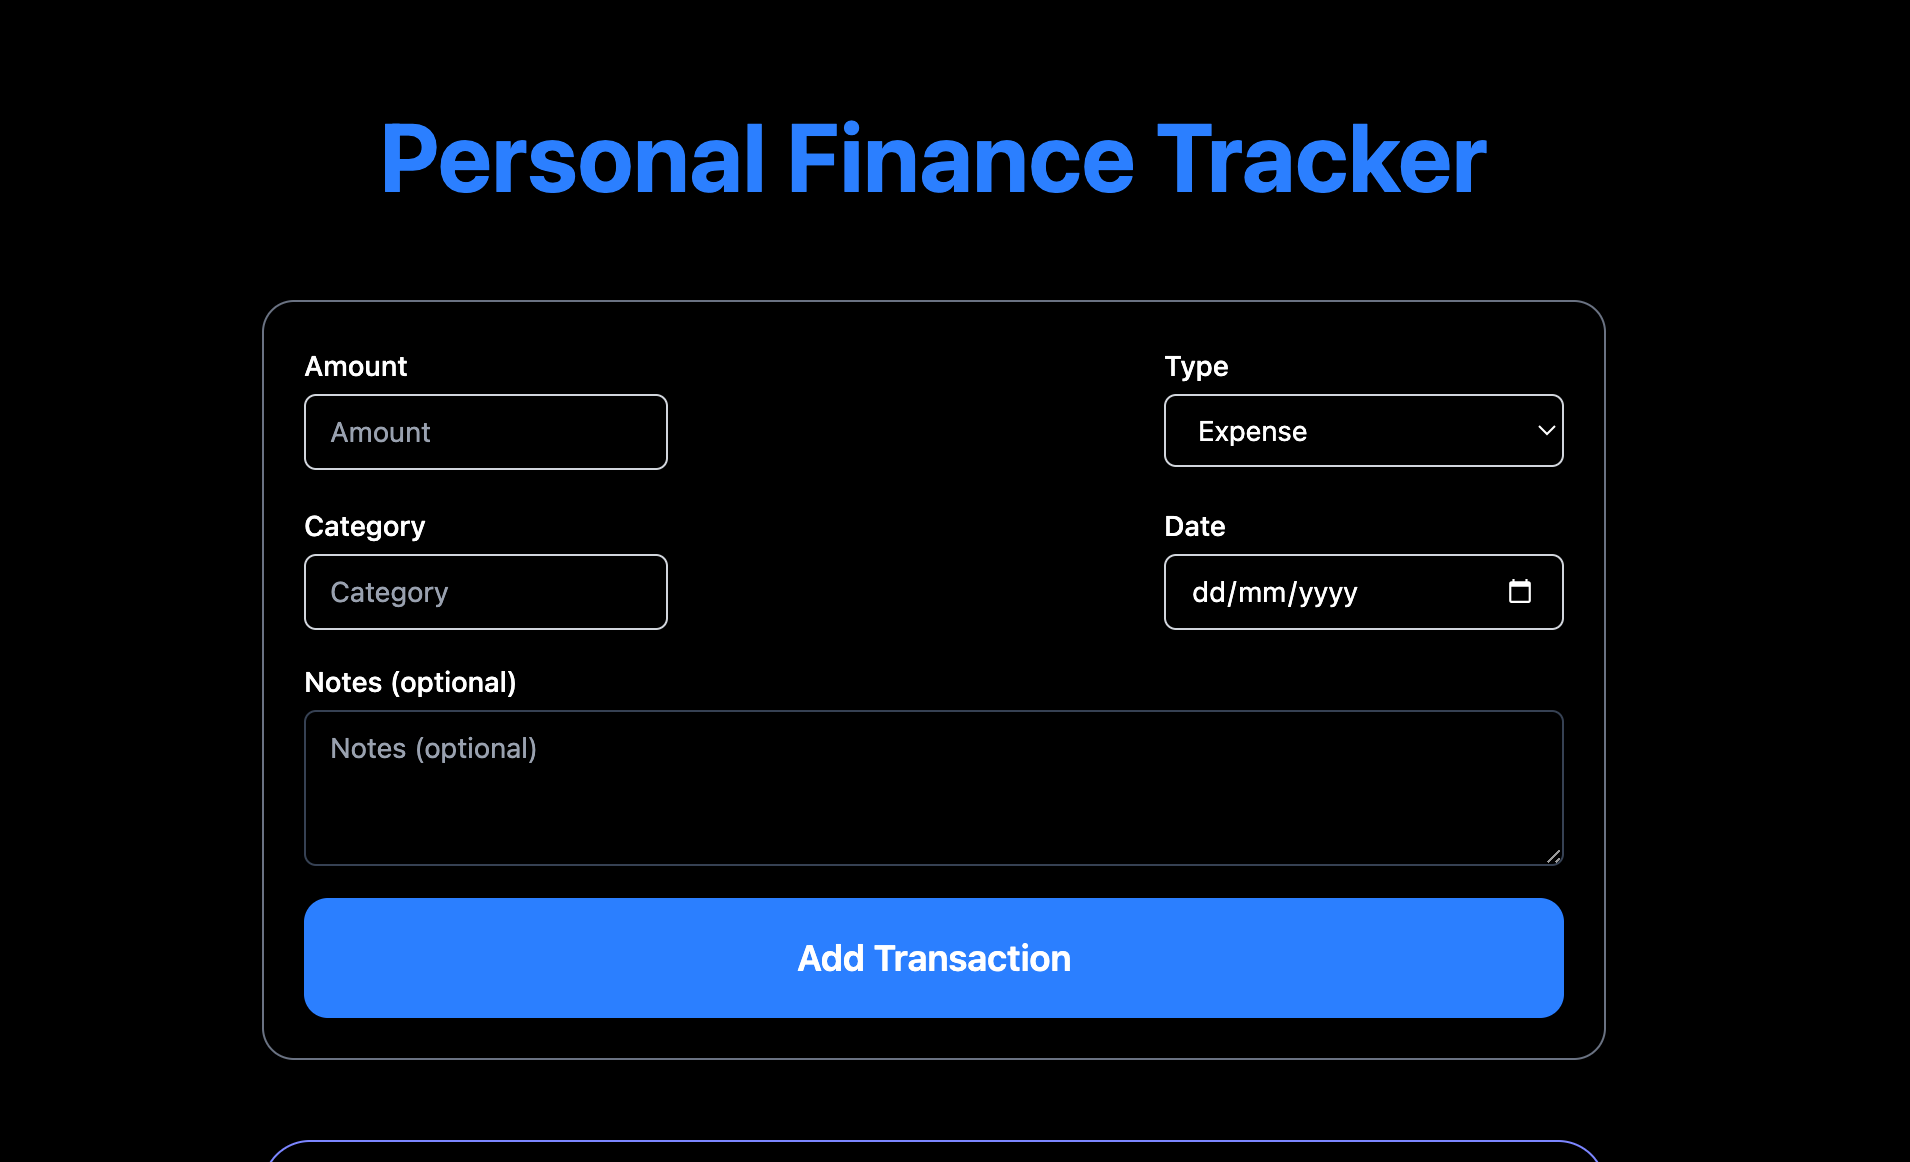 Personal Finance Tracker
Amount
Type
Amount
Expense
Category
Date
Category
dd/mm/yyyy
Notes (optional)
Notes (optional)
Add Transaction